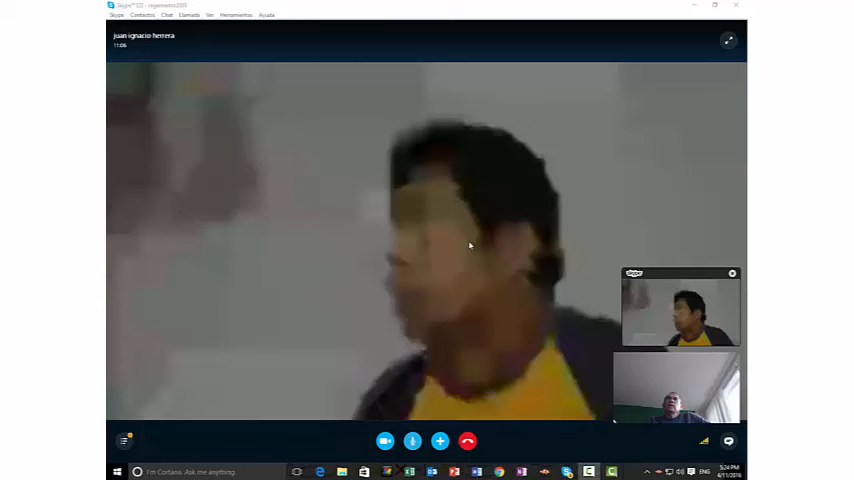 Skype Contactos Chat Llamada Ver Herramientas Ayuda
juan ignacio herrera
11:06
skype
I'm Cortana. Ask me anything.
ENG
5:24 PM
4/11/2016